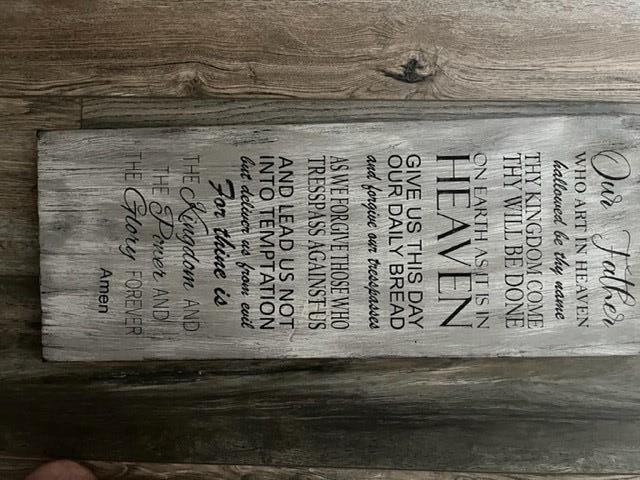 Our Father
WHO ART IN HEAVEN
hallowed be thy name
THY KINGDOM COME
THY WILL BE DONE
ON EARTH AS IT IS IN
HEAVEN
GIVE US THIS DAY
OUR DAILY BREAD
and forgive our tresspasses
AS WE FORGIVE THOSE WHO
TRESSPASS AGAINST US
AND LEAD US NOT
INTO TEMPTATION
but deliver us from evil
For thine is
THE Kingdom AND
THE Power AND
THE Glory FOREVER
Amen